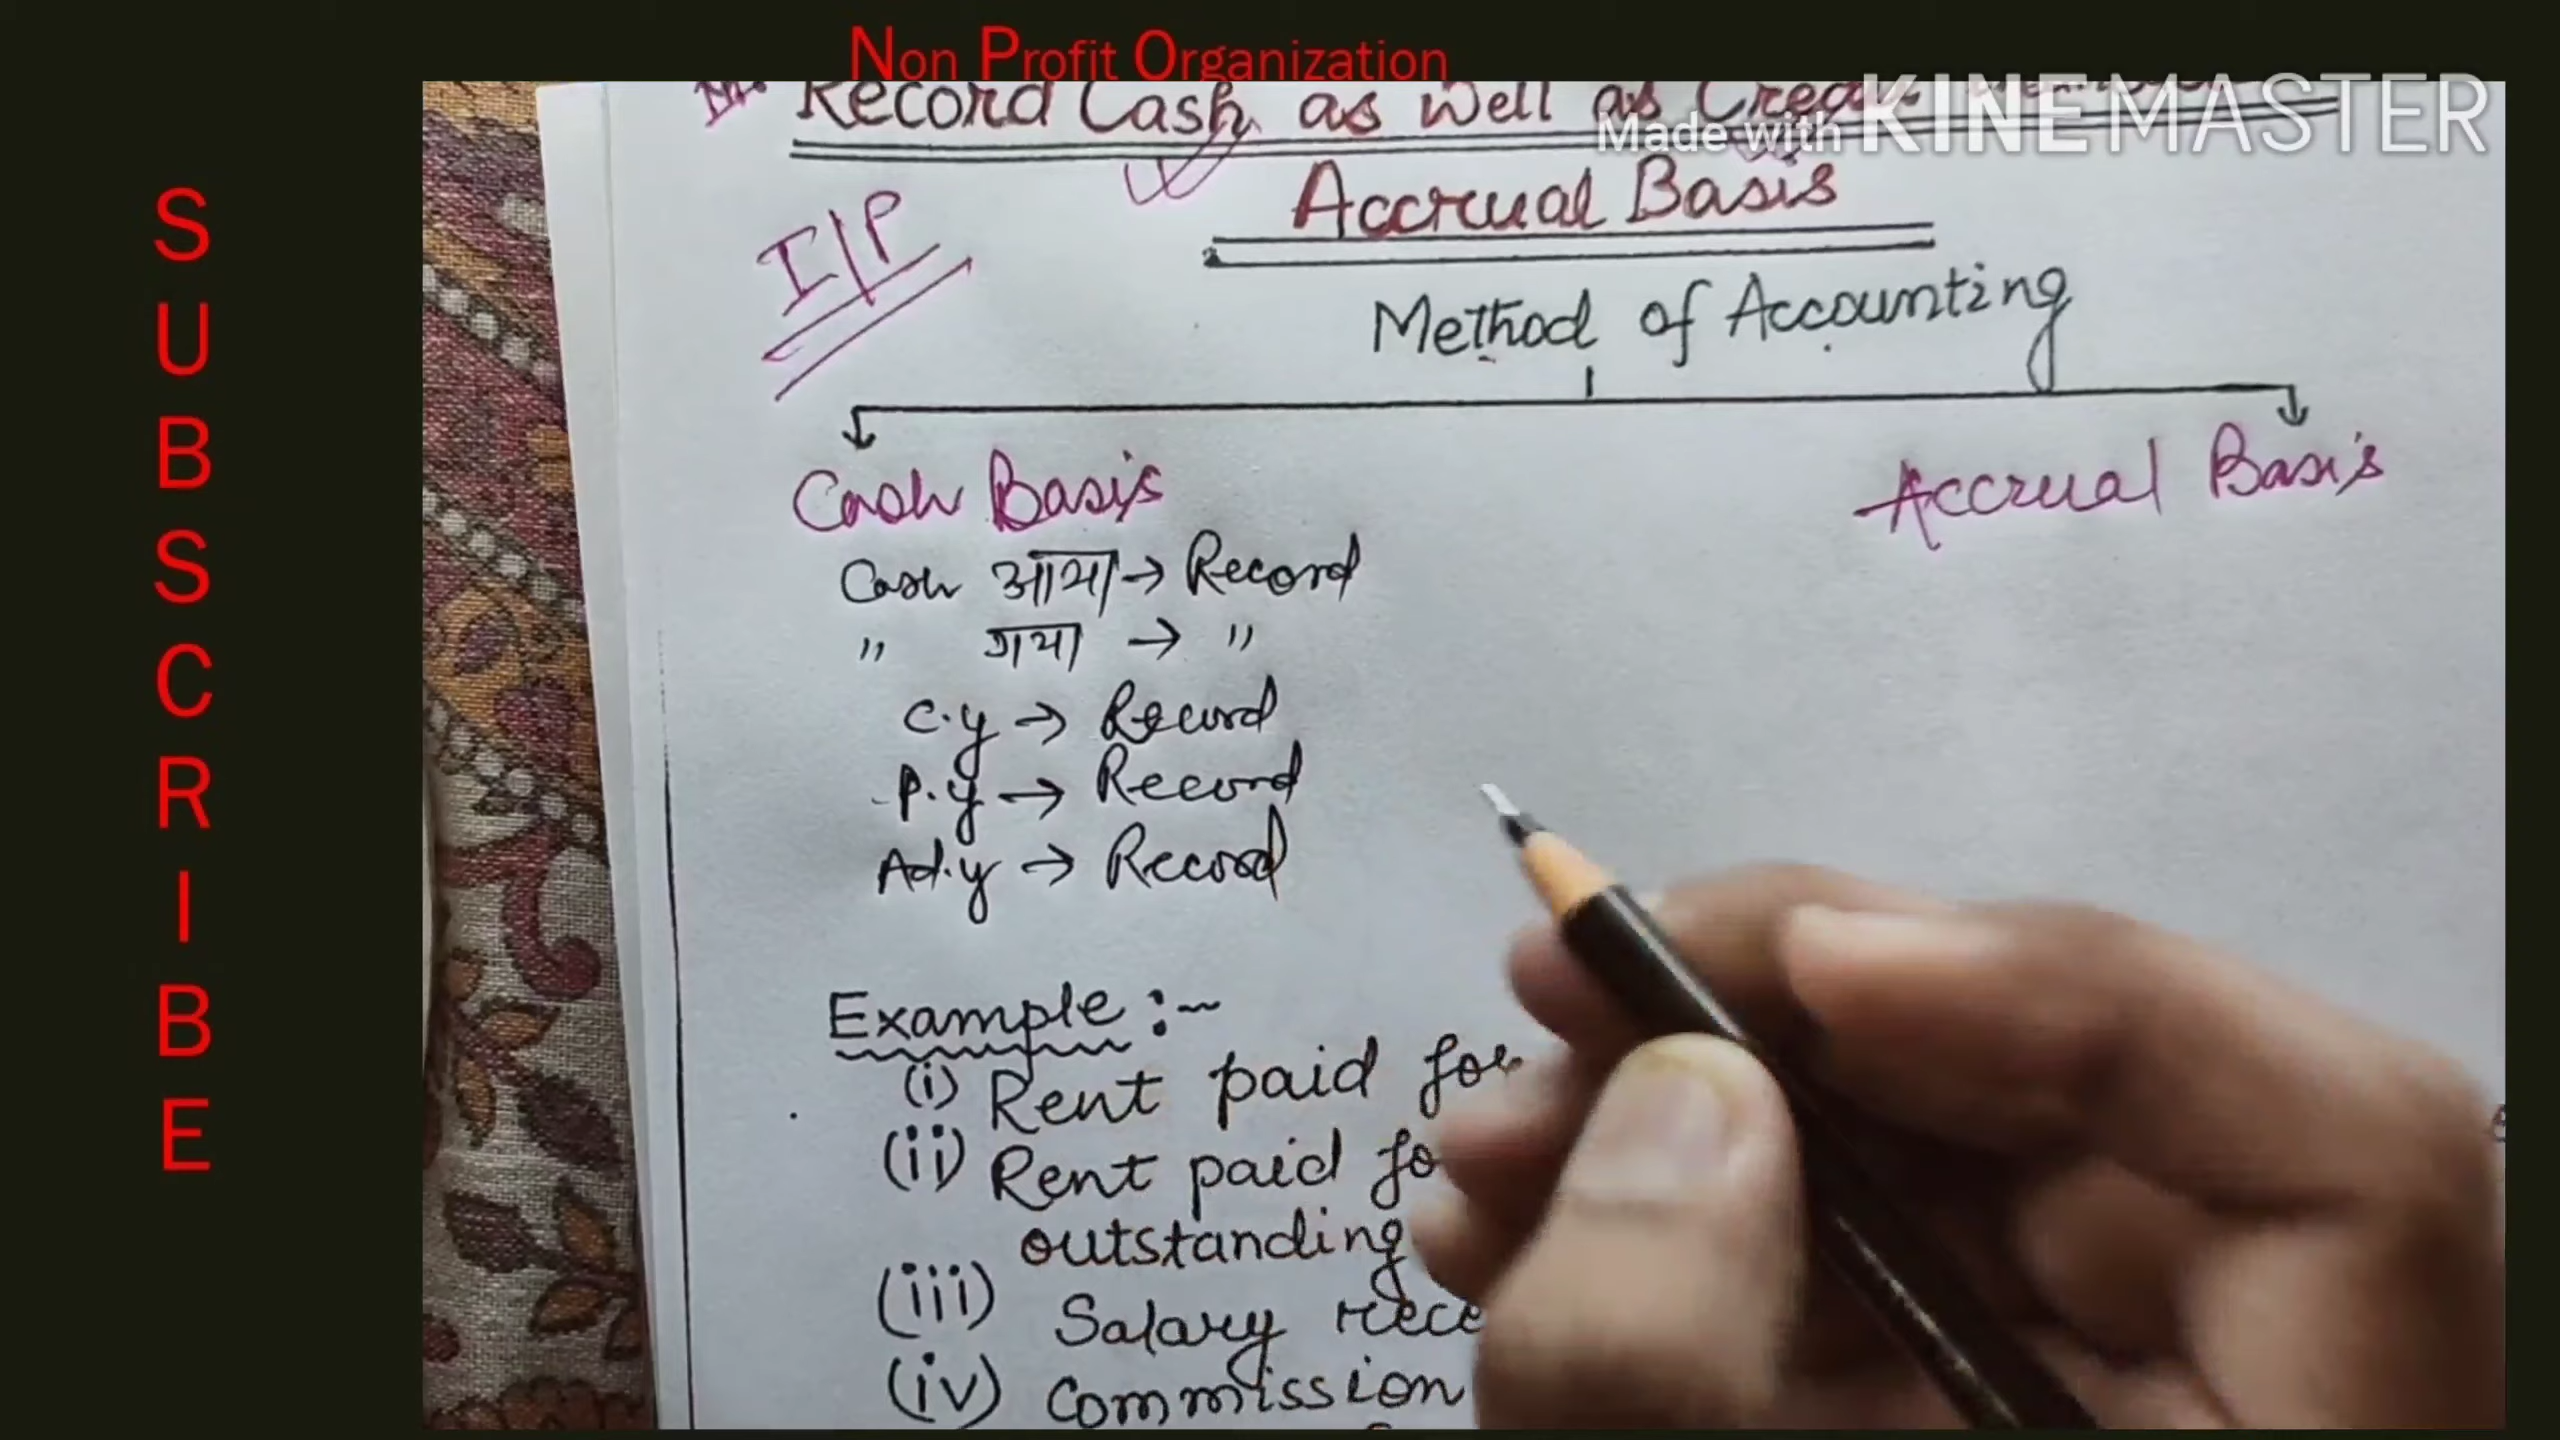 Non Profit Organization
Made with KINEMASTER
SUBSCRIBE
Record Cash as well as
Accrual Basis
I/P
Method of Accounting
Cash Basis
Accrual Basis
Cash आया → Record
" गया → "
C.y → Record
P.y → Record
Ad.y → Record
Example :-
(i) Rent paid for
(ii) Rent paid fo
outstanding
(iii) Salary rece
(iv) Commission